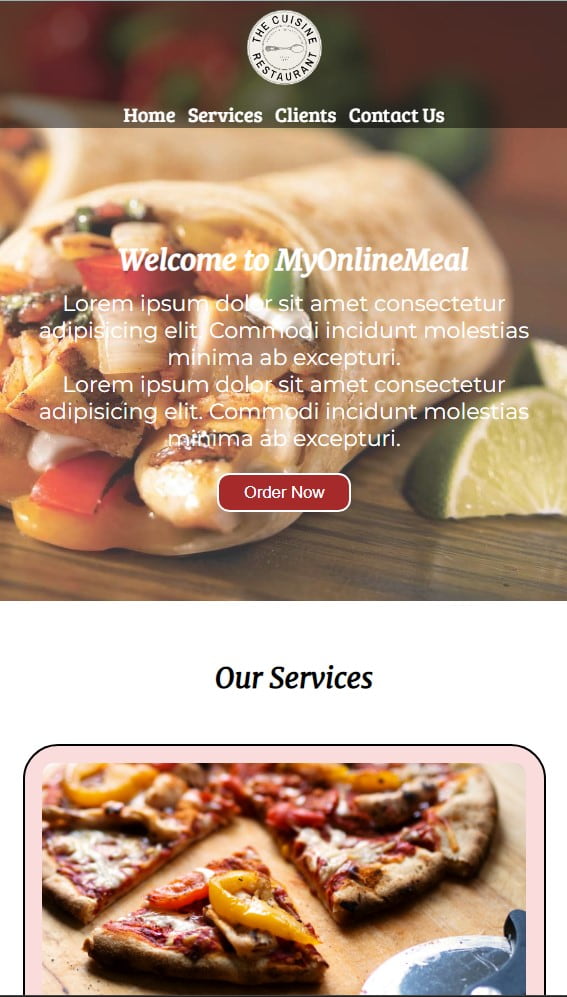 THE CUISINE
RESTAURANT
Home Services Clients Contact Us
Welcome to MyOnlineMeal
Lorem ipsum dolor sit amet consectetur
adipisicing elit. Commodi incidunt molestias
minima ab excepturi.
Lorem ipsum dolor sit amet consectetur
adipisicing elit. Commodi incidunt molestias
minima ab excepturi.
Order Now
Our Services